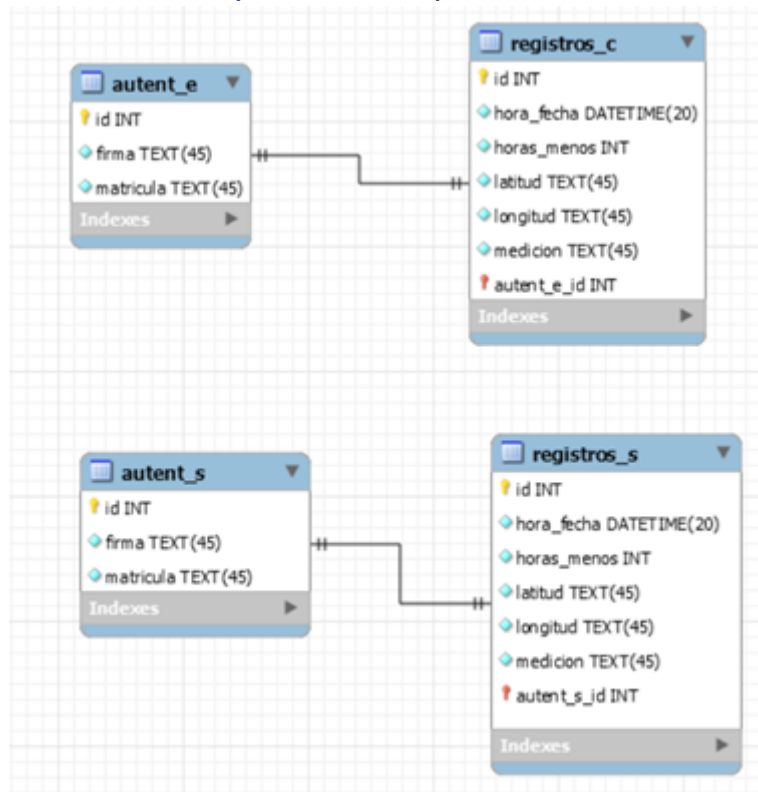 autent_e
id INT
firma TEXT(45)
matricula TEXT(45)
Indexes
registros_c
id INT
hora_fecha DATETIME(20)
horas_menos INT
latitud TEXT(45)
longitud TEXT(45)
medicion TEXT(45)
autent_e_id INT
Indexes
autent_s
id INT
firma TEXT(45)
matricula TEXT(45)
Indexes
registros_s
id INT
hora_fecha DATETIME(20)
horas_menos INT
latitud TEXT(45)
longitud TEXT(45)
medicion TEXT(45)
autent_s_id INT
Indexes